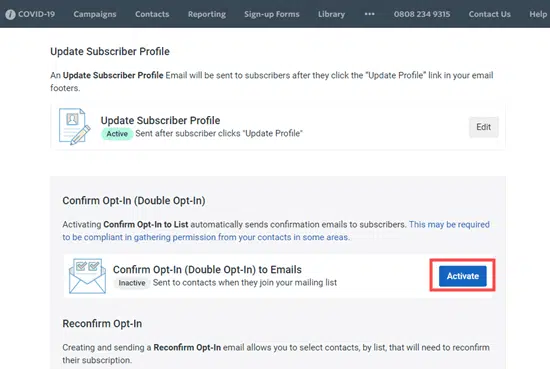 COVID-19 Campaigns Contacts Reporting Sign-up Forms Library ••• 0808 234 9315 Contact Us Help
Update Subscriber Profile
An Update Subscriber Profile Email will be sent to subscribers after they click the "Update Profile" link in your email
footers.
Update Subscriber Profile
Active Sent after subscriber clicks "Update Profile"
Edit
Confirm Opt-In (Double Opt-In)
Activating Confirm Opt-In to List automatically sends confirmation emails to subscribers. This may be required
to be compliant in gathering permission from your contacts in some areas.
Confirm Opt-In (Double Opt-In) to Emails
Inactive Sent to contacts when they join your mailing list
Activate
Reconfirm Opt-In
Creating and sending a Reconfirm Opt-In email allows you to select contacts, by list, that will need to reconfirm
their subscription.